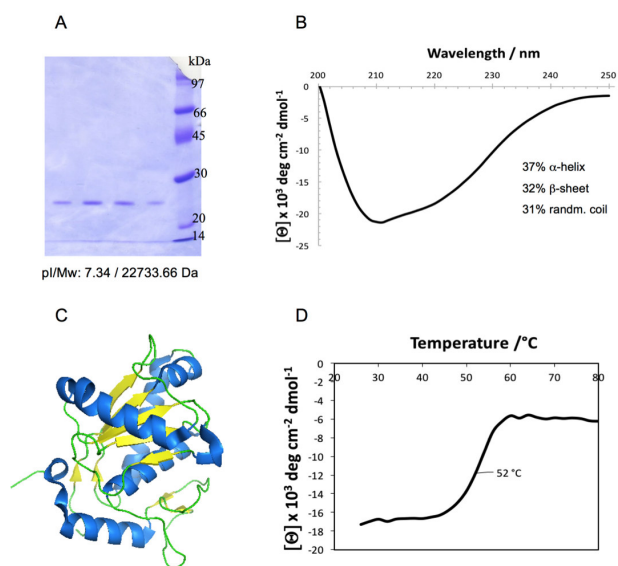 A
kDa
97
66
45
30
20
14
pI/Mw: 7.34 / 22733.66 Da
B
Wavelength / nm
200 210 220 230 240 250
0
-5
-10
-15
-20
-25
[Θ] x 10³ deg cm⁻² dmol⁻¹
37% α-helix
32% β-sheet
31% randm. coil
C
D
Temperature /°C
20 30 40 50 60 70 80
0
-2
-4
-6
-8
-10
-12
-14
-16
-18
-20
[Θ] x 10³ deg cm⁻² dmol⁻¹
52 °C